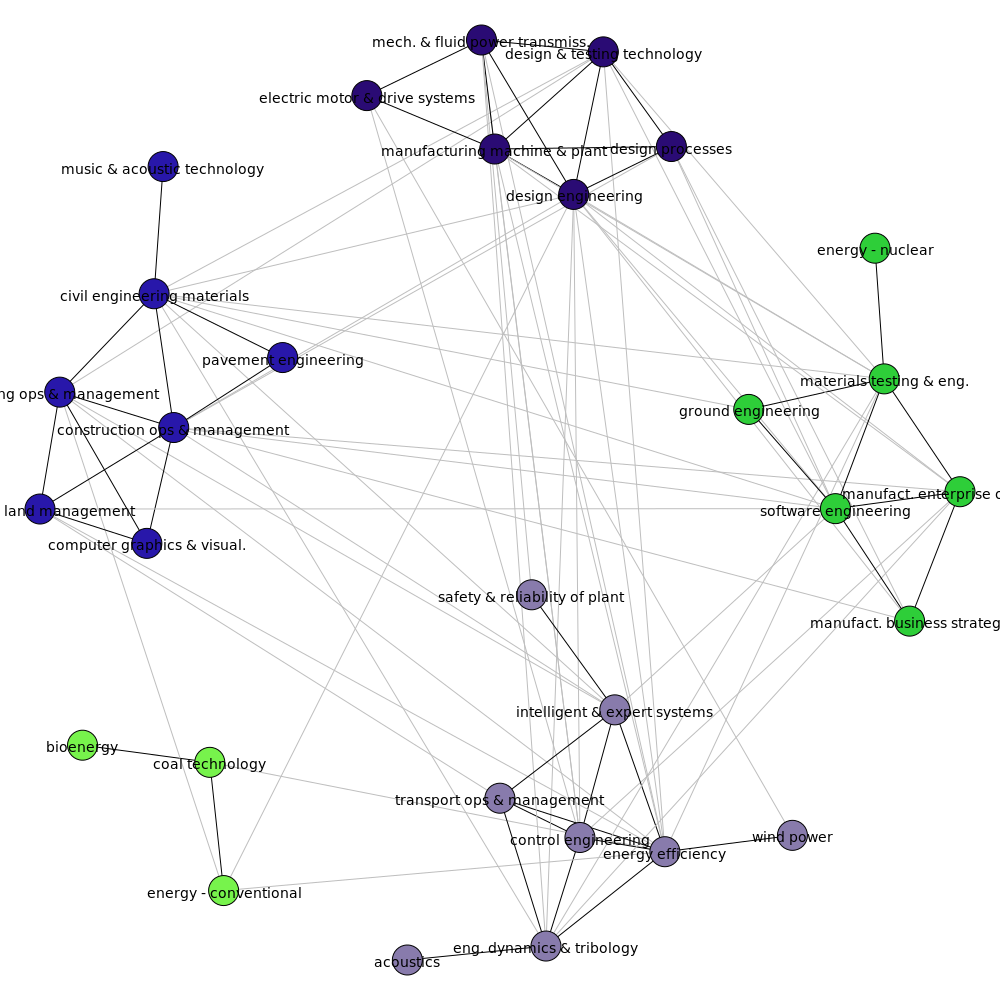 mech. & fluid power transmiss.
design & testing technology
electric motor & drive systems
manufacturing machine & plant
design processes
music & acoustic technology
design engineering
energy - nuclear
civil engineering materials
pavement engineering
materials testing & eng.
ng ops & management
ground engineering
construction ops & management
manufact. enterprise
land management
software engineering
computer graphics & visual.
safety & reliability of plant
manufact. business strateg
intelligent & expert systems
bioenergy
coal technology
transport ops & management
control engineering
wind power
energy efficiency
energy - conventional
eng. dynamics & tribology
acoustics